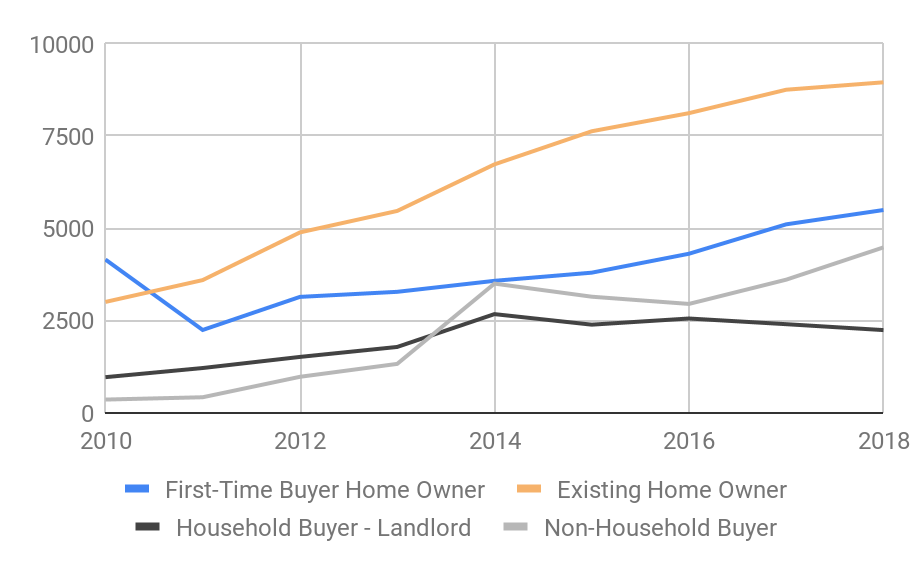 10000
7500
5000
2500
0
2010 2012 2014 2016 2018
First-Time Buyer Home Owner Existing Home Owner
Household Buyer - Landlord Non-Household Buyer